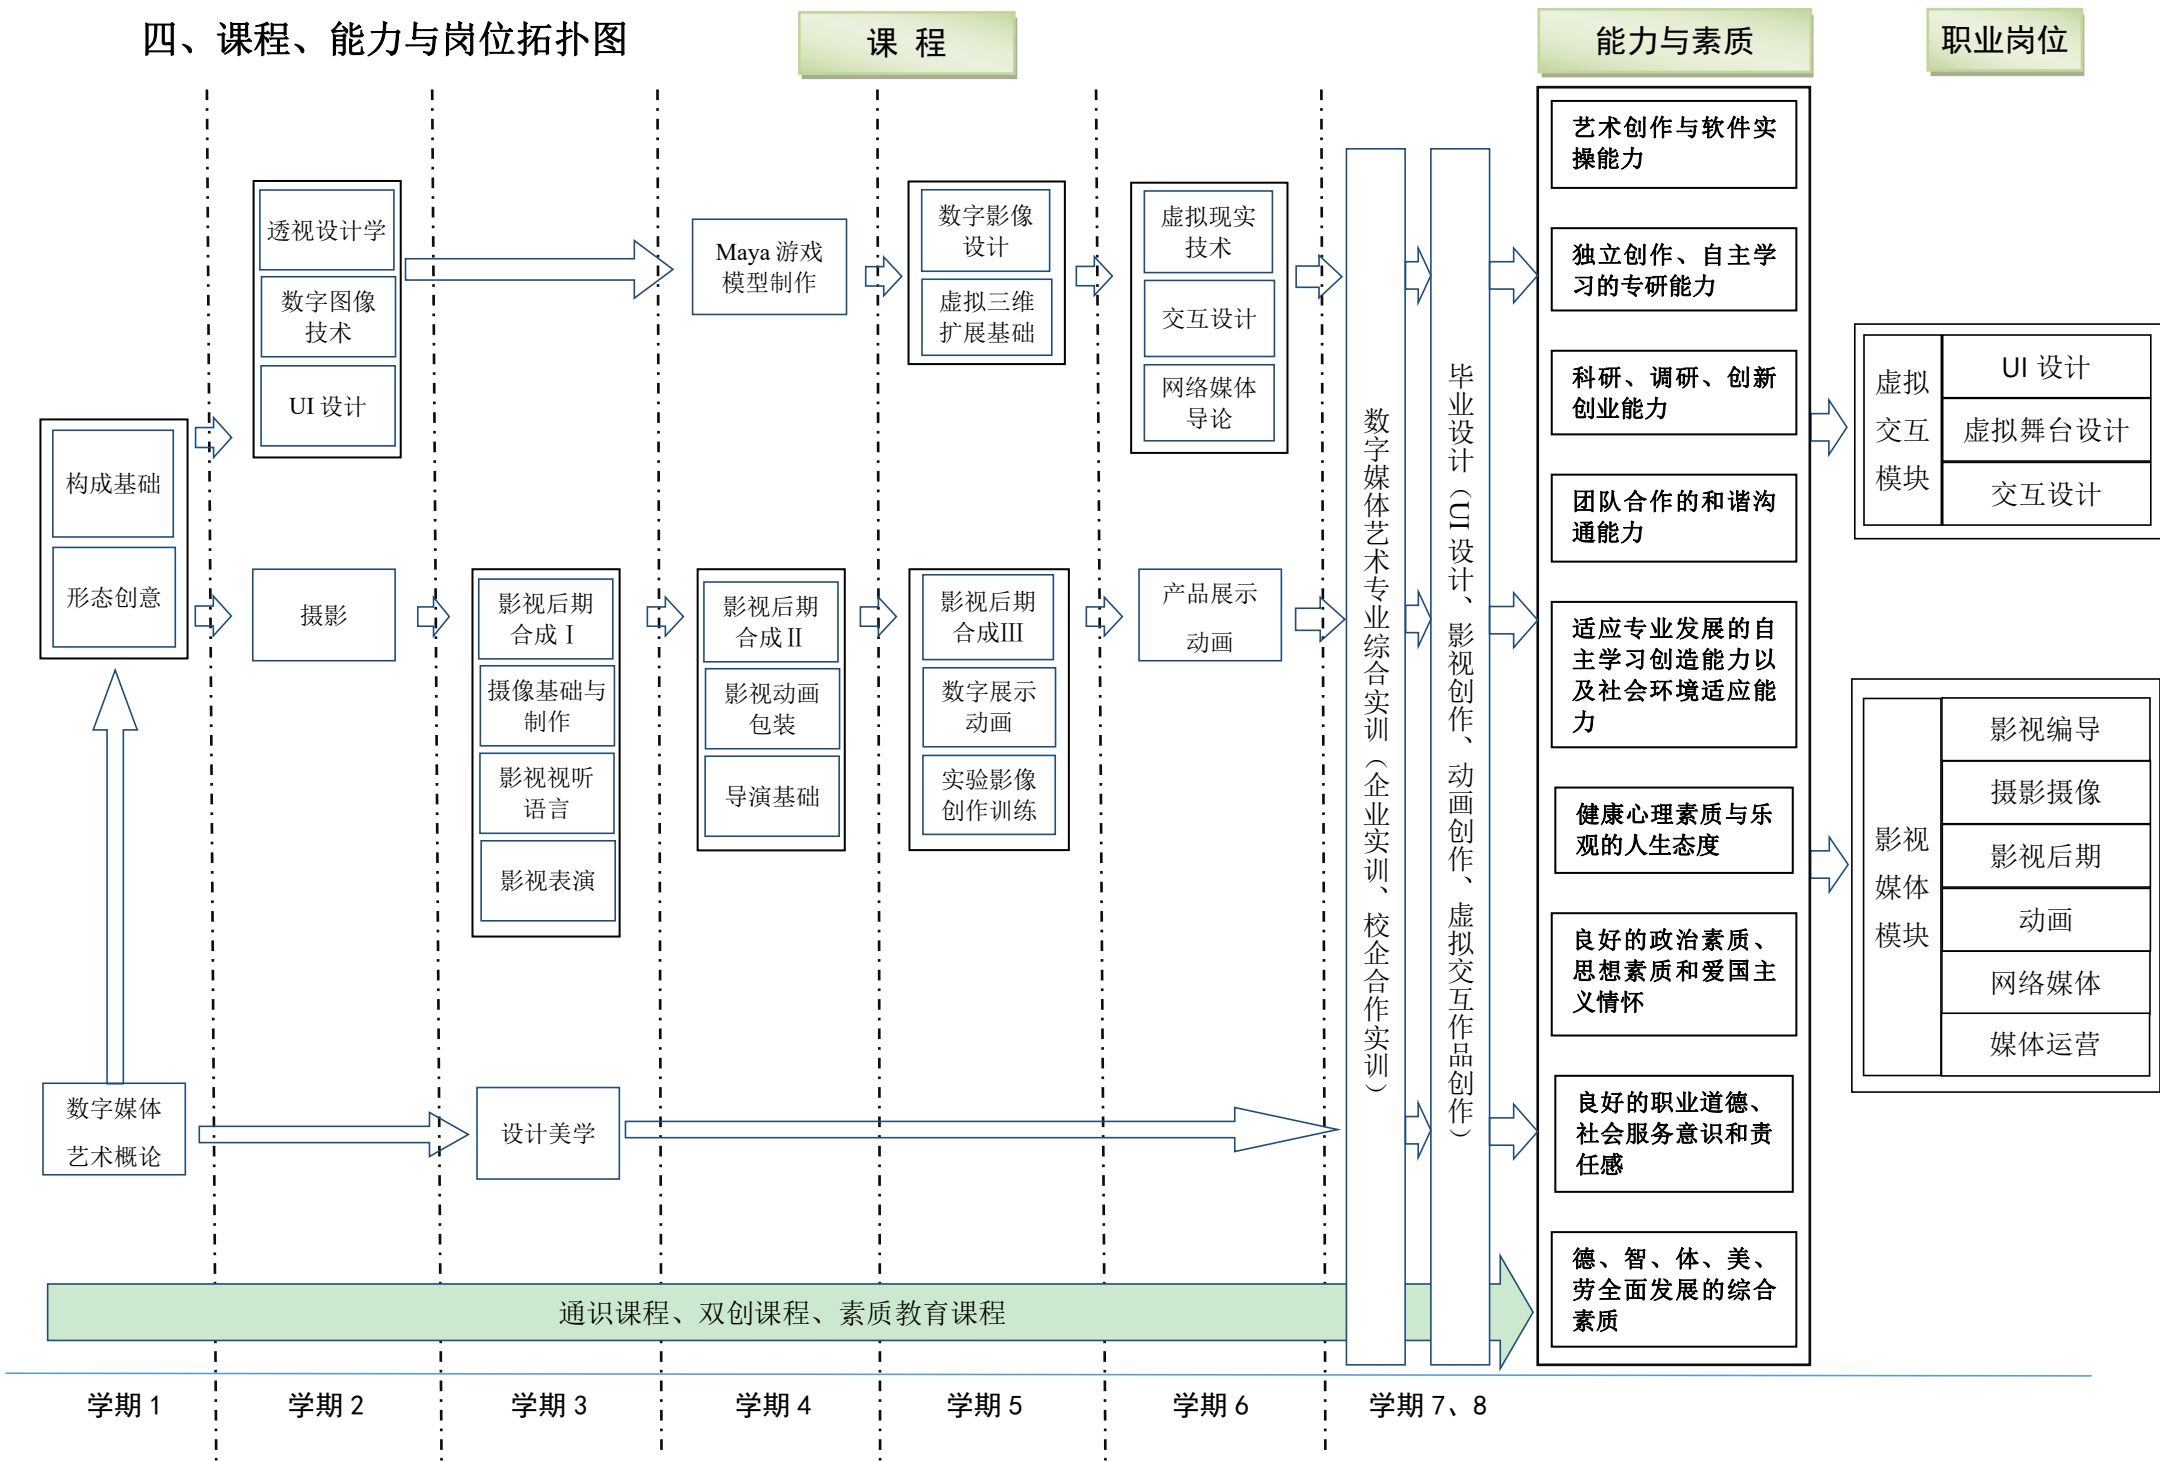 四、课程、能力与岗位拓扑图
课 程
能力与素质
职业岗位
构成基础
形态创意
数字媒体
艺术概论
透视设计学
数字图像
技术
UI 设计
摄影
影视后期
合成Ⅰ
摄像基础与
制作
影视视听
语言
影视表演
设计美学
Maya 游戏
模型制作
影视后期
合成Ⅱ
影视动画
包装
导演基础
数字影像
设计
虚拟三维
扩展基础
影视后期
合成Ⅲ
数字展示
动画
实验影像
创作训练
虚拟现实
技术
交互设计
网络媒体
导论
产品展示
动画
数字媒体艺术专业综合实训（企业实训、校企合作实训）
毕业设计（UI 设计、影视创作、动画创作、虚拟交互作品创作）
艺术创作与软件实
操能力
独立创作、自主学
习的专研能力
科研、调研、创新
创业能力
团队合作的和谐沟
通能力
适应专业发展的自
主学习创造能力以
及社会环境适应能
力
健康心理素质与乐
观的人生态度
良好的政治素质、
思想素质和爱国主
义情怀
良好的职业道德、
社会服务意识和责
任感
德、智、体、美、
劳全面发展的综合
素质
虚拟
交互
模块
UI 设计
虚拟舞台设计
交互设计
影视
媒体
模块
影视编导
摄影摄像
影视后期
动画
网络媒体
媒体运营
通识课程、双创课程、素质教育课程
学期 1
学期 2
学期 3
学期 4
学期 5
学期 6
学期 7、8